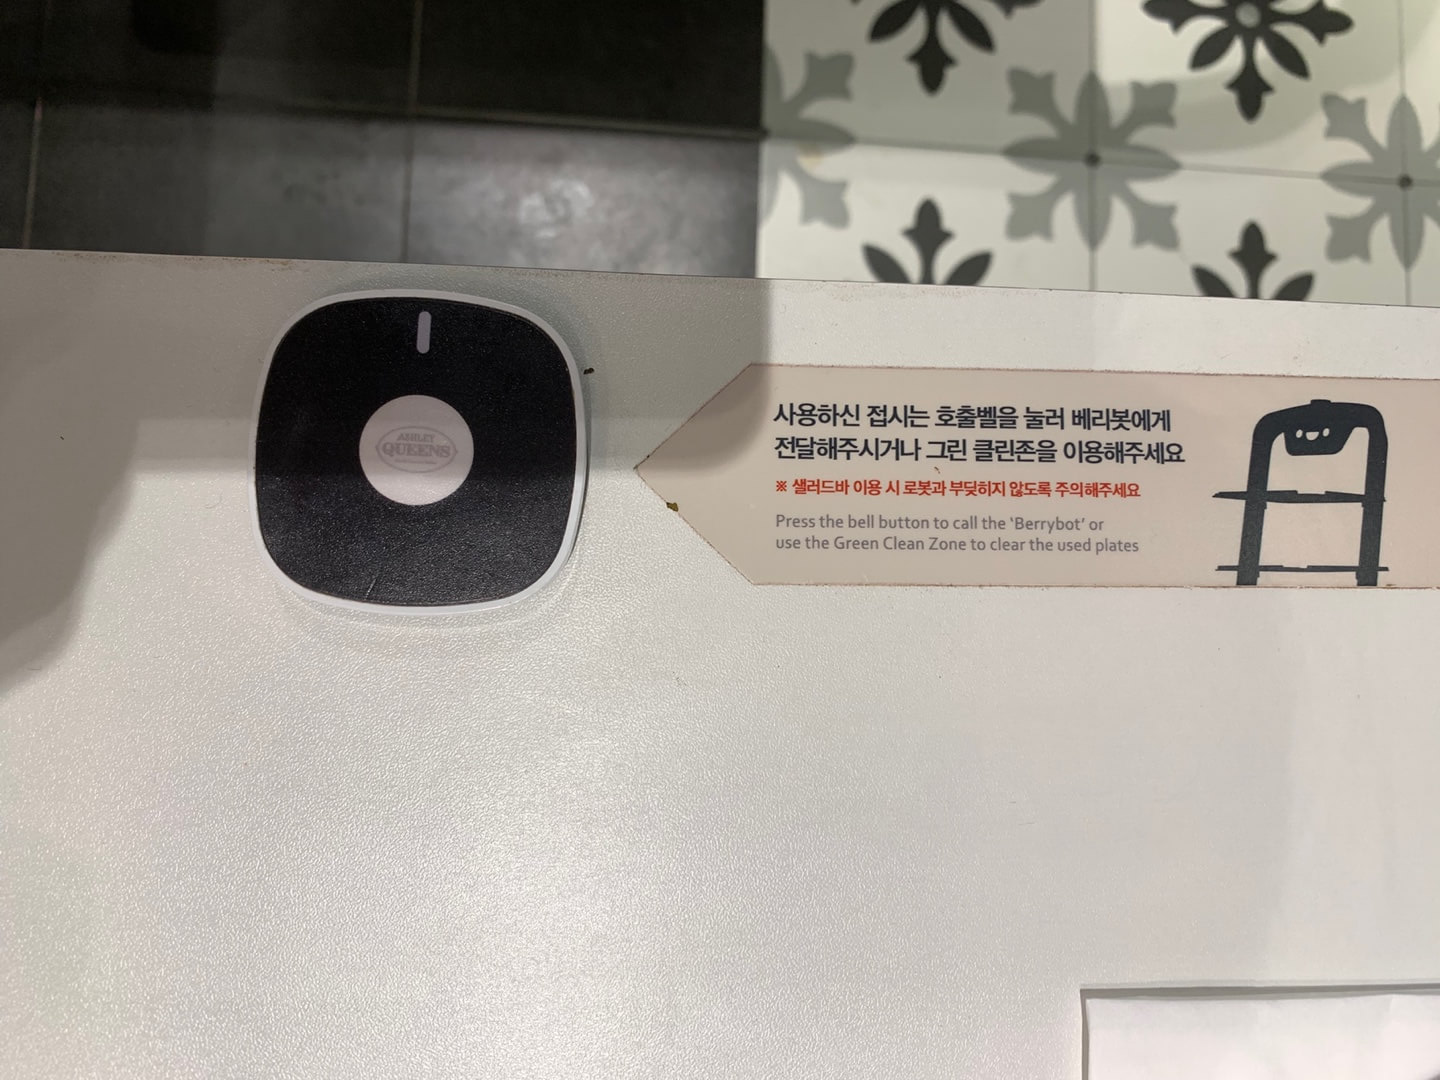 ASHLEY
QUEENS
사용하신 접시는 호출벨을 눌러 베리봇에게
전달해주시거나 그린 클린존을 이용해주세요
※ 샐러드바 이용 시 로봇과 부딪히지 않도록 주의해주세요
Press the bell button to call the ‘Berrybot’ or
use the Green Clean Zone to clear the used plates